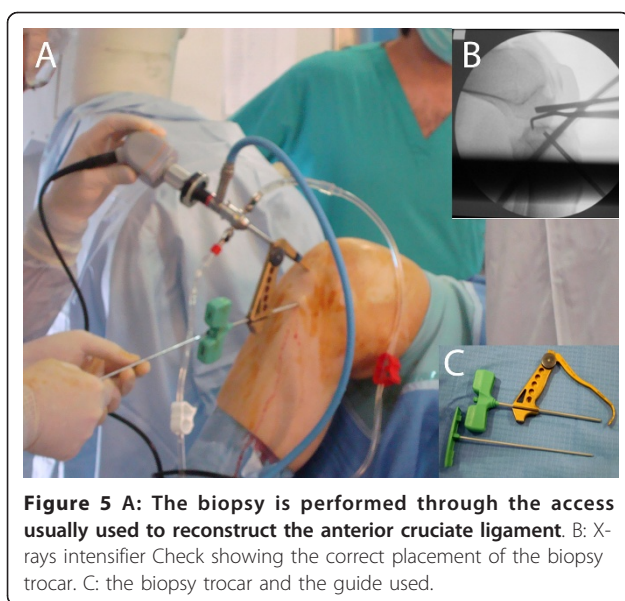 A
B
C
Figure 5 A: The biopsy is performed through the access
usually used to reconstruct the anterior cruciate ligament. B: X-
rays intensifier Check showing the correct placement of the biopsy
trocar. C: the biopsy trocar and the guide used.